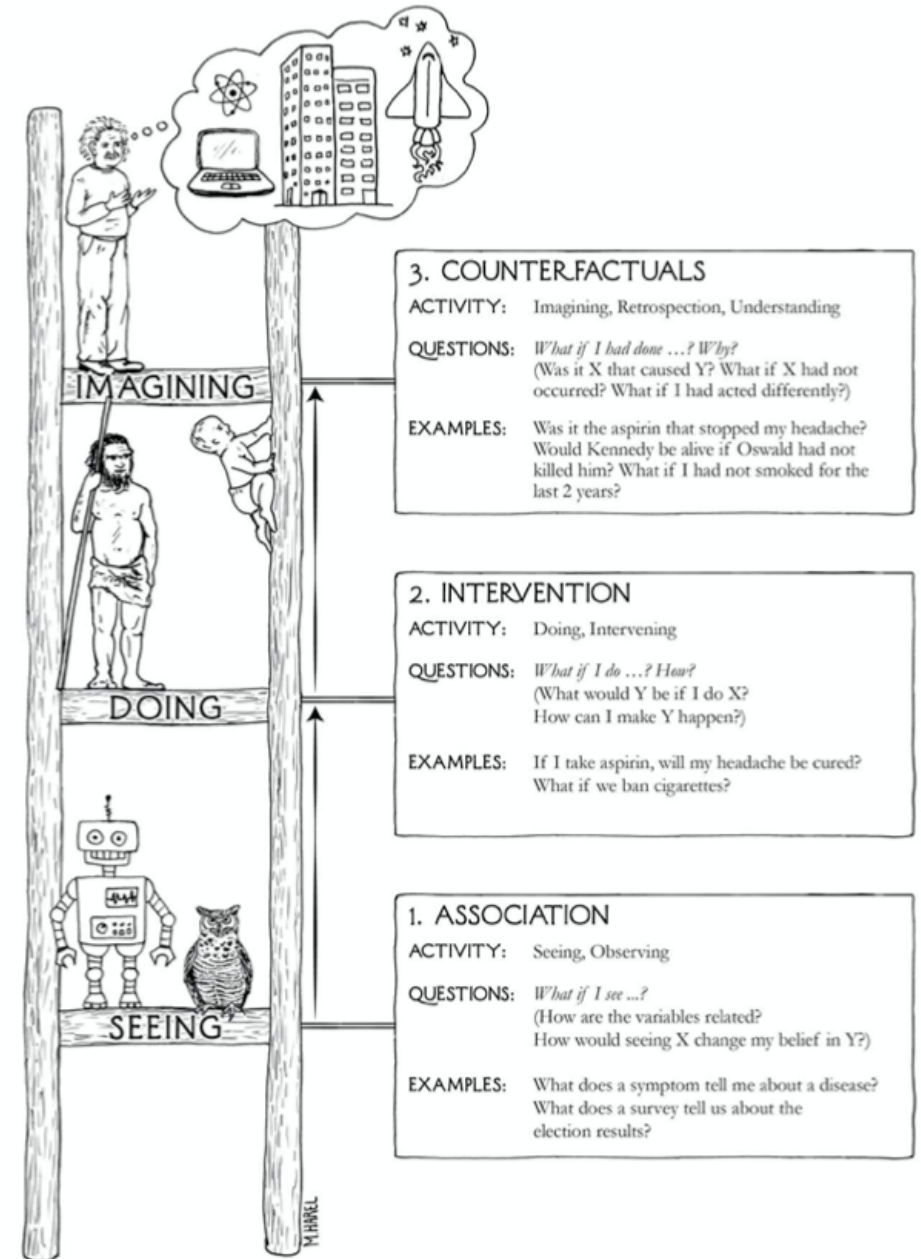 3. COUNTERFACTUALS
ACTIVITY: Imagining, Retrospection, Understanding
QUESTIONS: What if I had done …? Why?
(Was it X that caused Y? What if X had not
occurred? What if I had acted differently?)
EXAMPLES: Was it the aspirin that stopped my headache?
Would Kennedy be alive if Oswald had not
killed him? What if I had not smoked for the
last 2 years?
IMAGINING
2. INTERVENTION
ACTIVITY: Doing, Intervening
QUESTIONS: What if I do …? How?
(What would Y be if I do X?
How can I make Y happen?)
EXAMPLES: If I take aspirin, will my headache be cured?
What if we ban cigarettes?
DOING
1. ASSOCIATION
ACTIVITY: Seeing, Observing
QUESTIONS: What if I see ...?
(How are the variables related?
How would seeing X change my belief in Y?)
EXAMPLES: What does a symptom tell me about a disease?
What does a survey tell us about the
election results?
SEEING
M.HAREL